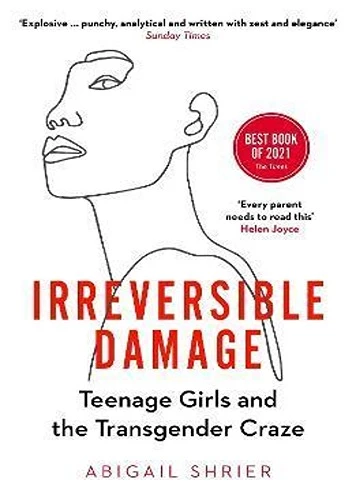 'Explosive ... punchy, analytical and written with zest and elegance'
Sunday Times
BEST BOOK
OF 2021
The Times
'Every parent
needs to read this'
Helen Joyce
IRREVERSIBLE
DAMAGE
Teenage Girls and
the Transgender Craze
ABIGAIL SHRIER